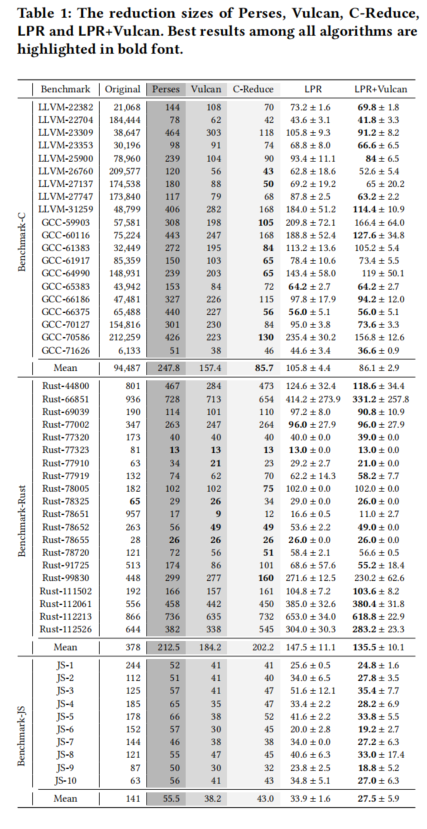 Table 1: The reduction sizes of Perses, Vulcan, C-Reduce,
LPR and LPR+Vulcan. Best results among all algorithms are
highlighted in bold font.
Benchmark Original Perses Vulcan C-Reduce LPR LPR+Vulcan
Benchmark-C
LLVM-22382 21,068 144 108 70 73.2 ± 1.6 69.8 ± 1.8
LLVM-22704 184,444 78 62 42 43.6 ± 3.1 41.8 ± 3.3
LLVM-23309 38,647 464 303 118 105.8 ± 9.3 91.2 ± 8.2
LLVM-23353 30,196 98 91 74 68.8 ± 8.0 66.6 ± 6.5
LLVM-25900 78,960 239 104 90 93.4 ± 11.1 84 ± 6.5
LLVM-26760 209,577 120 56 43 62.8 ± 18.6 52.6 ± 5.4
LLVM-27137 174,538 180 88 50 69.2 ± 19.2 65 ± 20.2
LLVM-27747 173,840 117 79 68 87.8 ± 2.5 63.2 ± 2.2
LLVM-31259 48,799 406 282 168 184.0 ± 51.2 114.4 ± 10.9
GCC-59903 57,581 308 198 105 209.8 ± 72.1 166.4 ± 64.0
GCC-60116 75,224 443 247 168 188.8 ± 52.4 127.6 ± 34.8
GCC-61383 32,449 272 195 84 113.2 ± 13.6 105.2 ± 5.4
GCC-61917 85,359 150 103 65 78.4 ± 10.6 73.4 ± 5.5
GCC-64990 148,931 239 203 65 143.4 ± 58.0 119 ± 50.1
GCC-65383 43,942 153 84 72 64.2 ± 2.7 64.2 ± 2.7
GCC-66186 47,481 327 226 115 97.8 ± 17.9 94.2 ± 12.0
GCC-66375 65,488 440 227 56 56.0 ± 5.1 56.0 ± 5.1
GCC-70127 154,816 301 230 84 95.0 ± 3.8 73.6 ± 3.3
GCC-70586 212,259 426 223 130 235.4 ± 30.2 156.8 ± 12.6
GCC-71626 6,133 51 38 46 44.6 ± 3.4 36.6 ± 0.9
Mean 94,487 247.8 157.4 85.7 105.8 ± 4.4 86.1 ± 2.9
Benchmark-Rust
Rust-44800 801 467 284 473 124.6 ± 32.4 118.6 ± 34.4
Rust-66851 936 728 713 654 414.2 ± 273.9 331.2 ± 257.8
Rust-69039 190 114 101 110 97.2 ± 8.0 90.8 ± 10.9
Rust-77002 347 263 247 264 96.0 ± 27.9 96.0 ± 27.9
Rust-77320 173 40 40 40 40.0 ± 0.0 39.0 ± 0.0
Rust-77323 81 13 13 13 13.0 ± 0.0 13.0 ± 0.0
Rust-77910 63 34 21 23 29.2 ± 2.7 21.0 ± 0.0
Rust-77919 132 74 62 70 62.2 ± 14.3 58.2 ± 7.7
Rust-78005 182 102 102 75 102.0 ± 0.0 102.0 ± 0.0
Rust-78325 65 29 26 34 29.0 ± 0.0 26.0 ± 0.0
Rust-78651 957 17 9 12 16.6 ± 0.5 11.0 ± 2.7
Rust-78652 263 56 49 49 53.6 ± 2.2 49.0 ± 0.0
Rust-78655 28 26 26 26 26.0 ± 0.0 26.0 ± 0.0
Rust-78720 121 72 56 51 58.4 ± 2.1 56.6 ± 0.5
Rust-91725 513 174 86 101 68.6 ± 57.6 55.2 ± 18.4
Rust-99830 448 299 277 160 271.6 ± 12.5 230.2 ± 62.6
Rust-111502 192 166 157 161 104.8 ± 7.2 103.6 ± 8.2
Rust-112061 556 458 442 450 385.0 ± 32.6 380.4 ± 31.8
Rust-112213 866 736 635 732 653.0 ± 34.0 618.8 ± 22.9
Rust-112526 644 382 338 545 304.0 ± 30.3 283.2 ± 23.3
Mean 378 212.5 184.2 202.2 147.5 ± 11.1 135.5 ± 10.1
Benchmark-JS
JS-1 244 52 41 41 25.6 ± 0.5 24.8 ± 1.6
JS-2 112 51 41 40 34.0 ± 6.5 27.8 ± 3.5
JS-3 125 57 41 47 51.6 ± 12.1 35.4 ± 7.7
JS-4 185 65 35 47 33.4 ± 2.2 28.2 ± 6.9
JS-5 178 66 38 52 41.6 ± 2.2 33.8 ± 5.5
JS-6 152 57 30 45 20.0 ± 2.8 19.2 ± 2.7
JS-7 144 46 38 38 34.0 ± 0.0 27.2 ± 6.3
JS-8 121 55 47 45 40.6 ± 6.3 33.0 ± 17.4
JS-9 87 50 30 32 23.8 ± 2.5 18.8 ± 5.2
JS-10 63 56 41 43 34.8 ± 5.1 27.0 ± 6.3
Mean 141 55.5 38.2 43.0 33.9 ± 1.6 27.5 ± 5.9